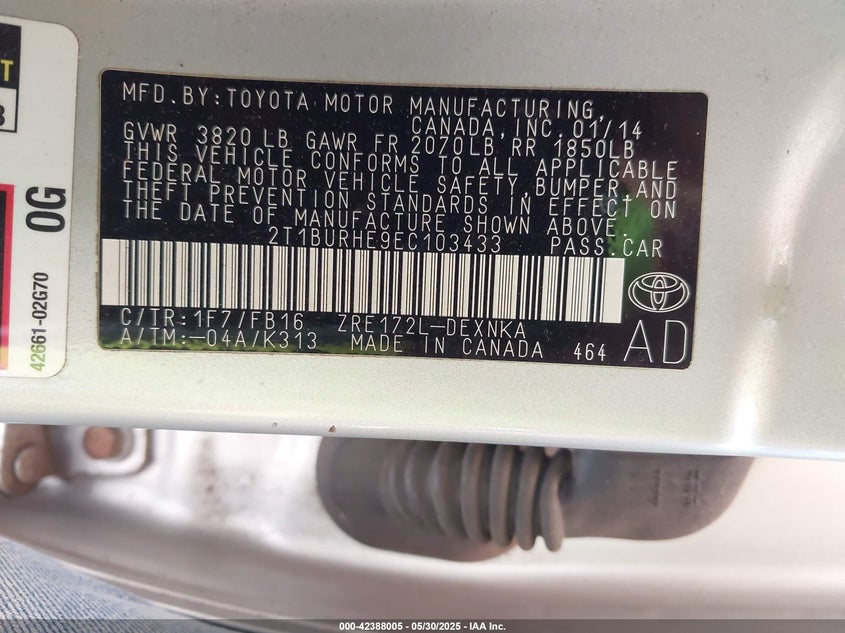 T
3
0G
42661-02G70
MFD.BY:TOYOTA MOTOR MANUFACTURING,
CANADA,INC.01/14
GVWR 3820LB GAWR FR 2070LB RR 1850LB
THIS VEHICLE CONFORMS TO ALL APPLICABLE
FEDERAL MOTOR VEHICLE SAFETY,BUMPER AND
THEFT PREVENTION STANDARDS IN EFFECT ON
THE DATE OF MANUFACTURE SHOWN ABOVE.
2T1BURHE9EC103433 PASS.CAR
C/TR:1F7/FB16 ZRE172L-DEXNKA
A/TM:-04A/K313 MADE IN CANADA 464 AD
000-42388005 - 05/30/2025 - IAA Inc.